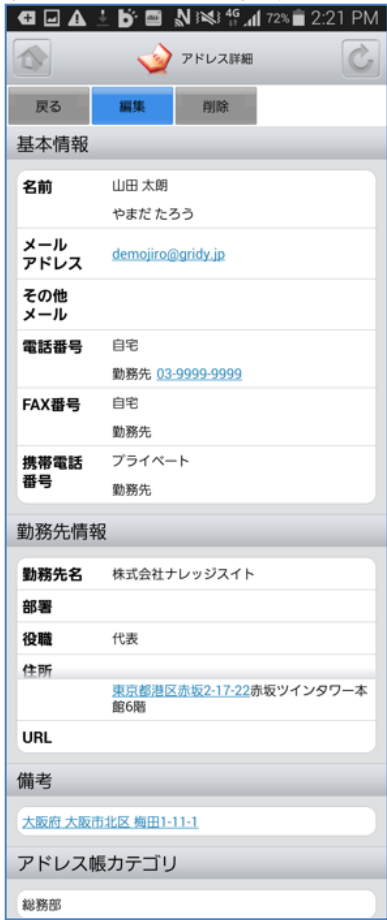 4G 72% 2:21 PM
アドレス詳細
戻る 編集 削除
基本情報
名前 山田 太朗
やまだ たろう
メール
アドレス demojiro@gridy.jp
その他
メール
電話番号 自宅
勤務先 03-9999-9999
FAX番号 自宅
勤務先
携帯電話
番号 プライベート
勤務先
勤務先情報
勤務先名 株式会社ナレッジスイト
部署
役職 代表
住所
東京都港区赤坂2-17-22赤坂ツインタワー本
館6階
URL
備考
大阪府 大阪市北区 梅田1-11-1
アドレス帳カテゴリ
総務部